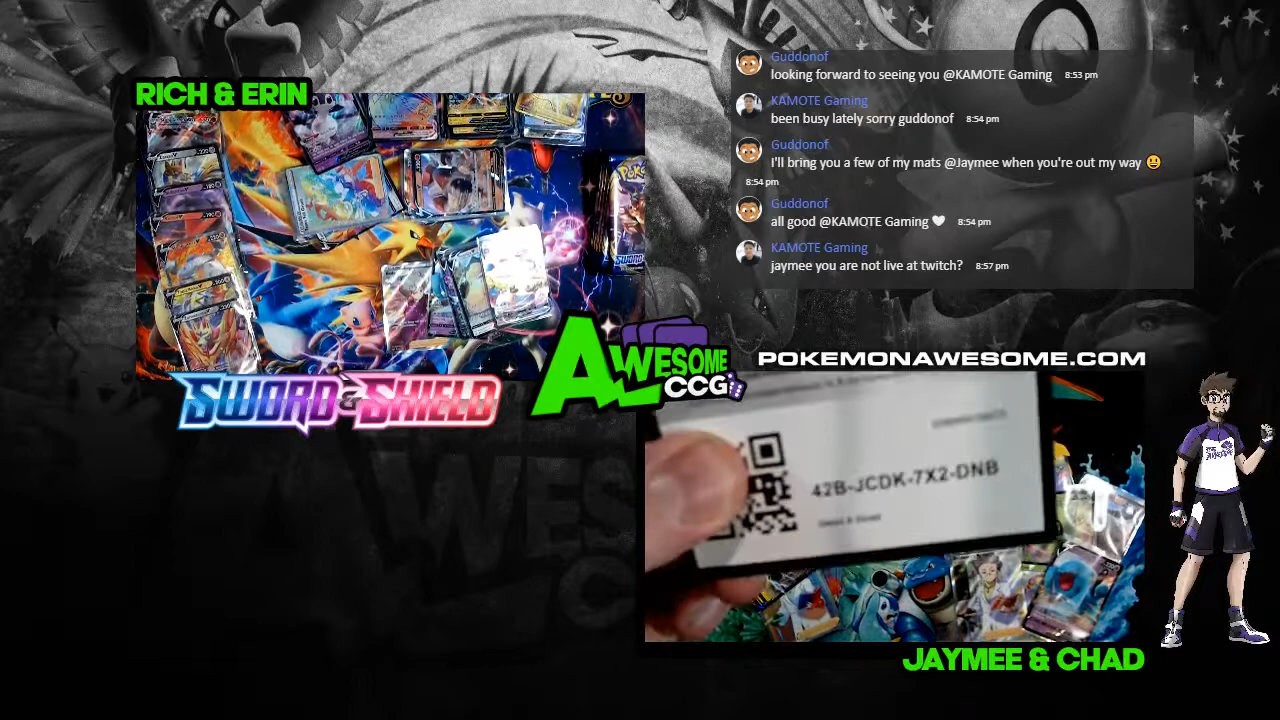 RICH & ERIN
Guddonof
looking forward to seeing you @KAMOTE Gaming 8:53 pm
KAMOTE Gaming
been busy lately sorry guddonof 8:54 pm
Guddonof
I'll bring you a few of my mats @Jaymee when you're out my way 😃
8:54 pm
Guddonof
all good @KAMOTE Gaming 🤍 8:54 pm
KAMOTE Gaming
jaymee you are not live at twitch? 8:57 pm
SWORD & SHIELD
AWESOME
CCG
POKEMONAWESOME.COM
42B-JCDK-7X2-DNB
JAYMEE & CHAD